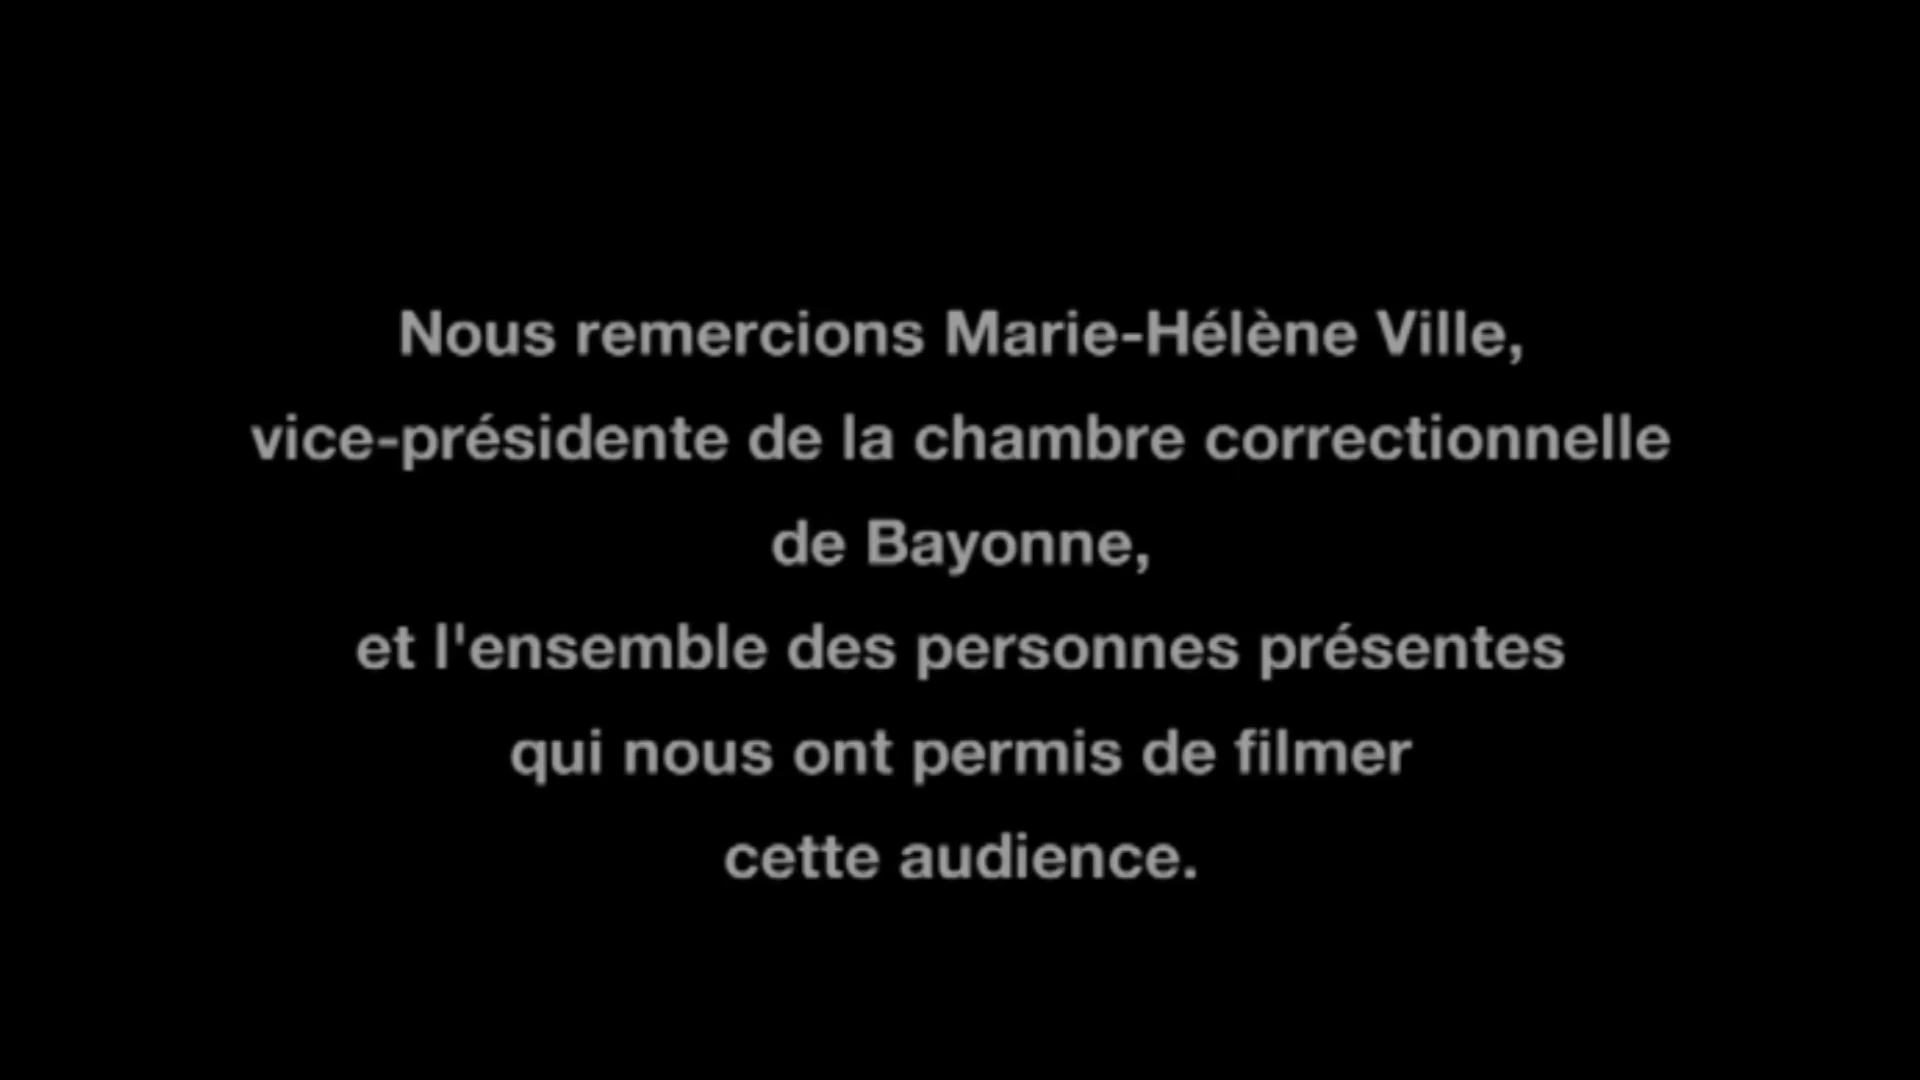 Nous remercions Marie-Hélène Ville,
vice-présidente de la chambre correctionnelle
de Bayonne,
et l'ensemble des personnes présentes
qui nous ont permis de filmer
cette audience.